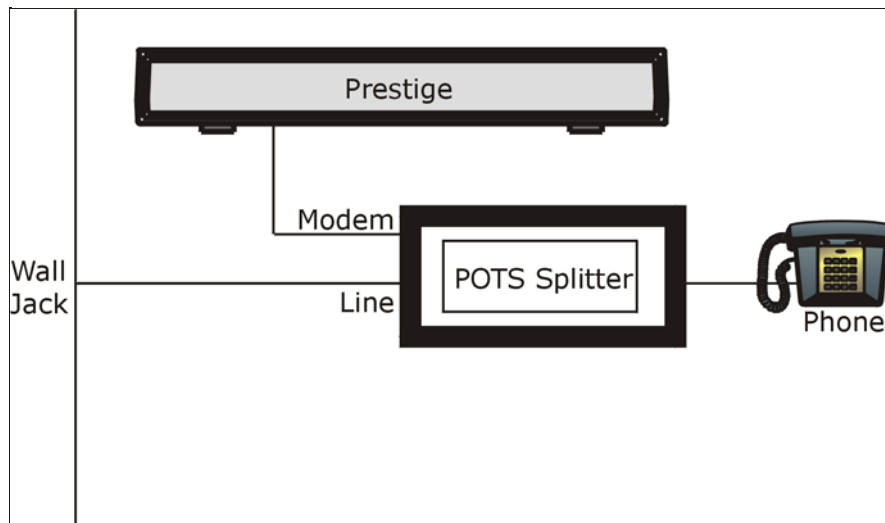 Prestige
Modem
Wall
Jack
Line
POTS Splitter
Phone